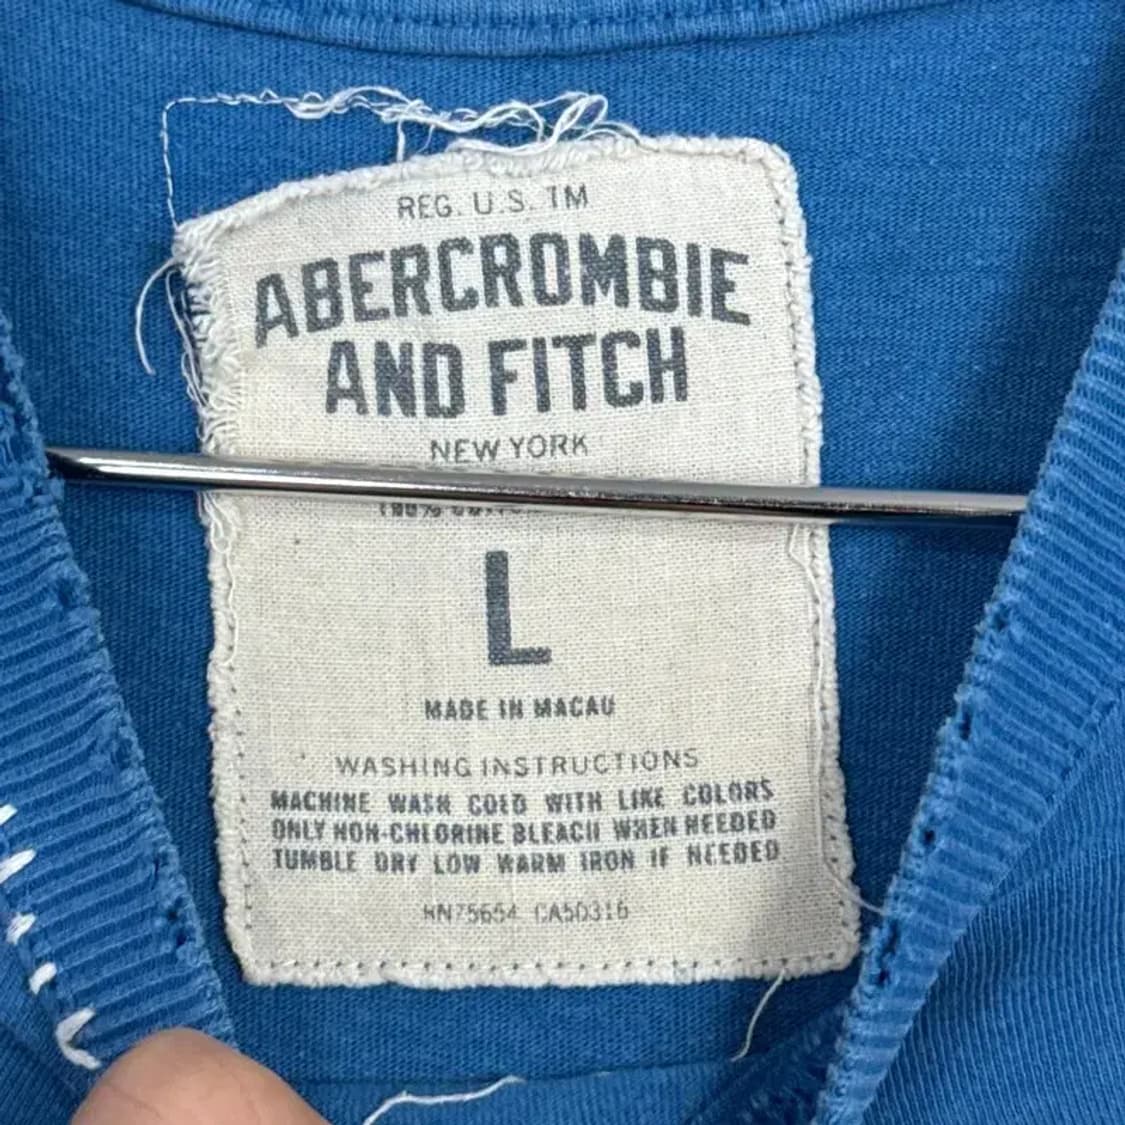 REG. U.S. TM
ABERCROMBIE
AND FITCH
NEW YORK
100%
L
MADE IN MACAU
WASHING INSTRUCTIONS
MACHINE WASH COLD WITH LIKE COLORS
ONLY NON-CHLORINE BLEACH WHEN NEEDED
TUMBLE DRY LOW WARM IRON IF NEEDED
RN75654 CA50316